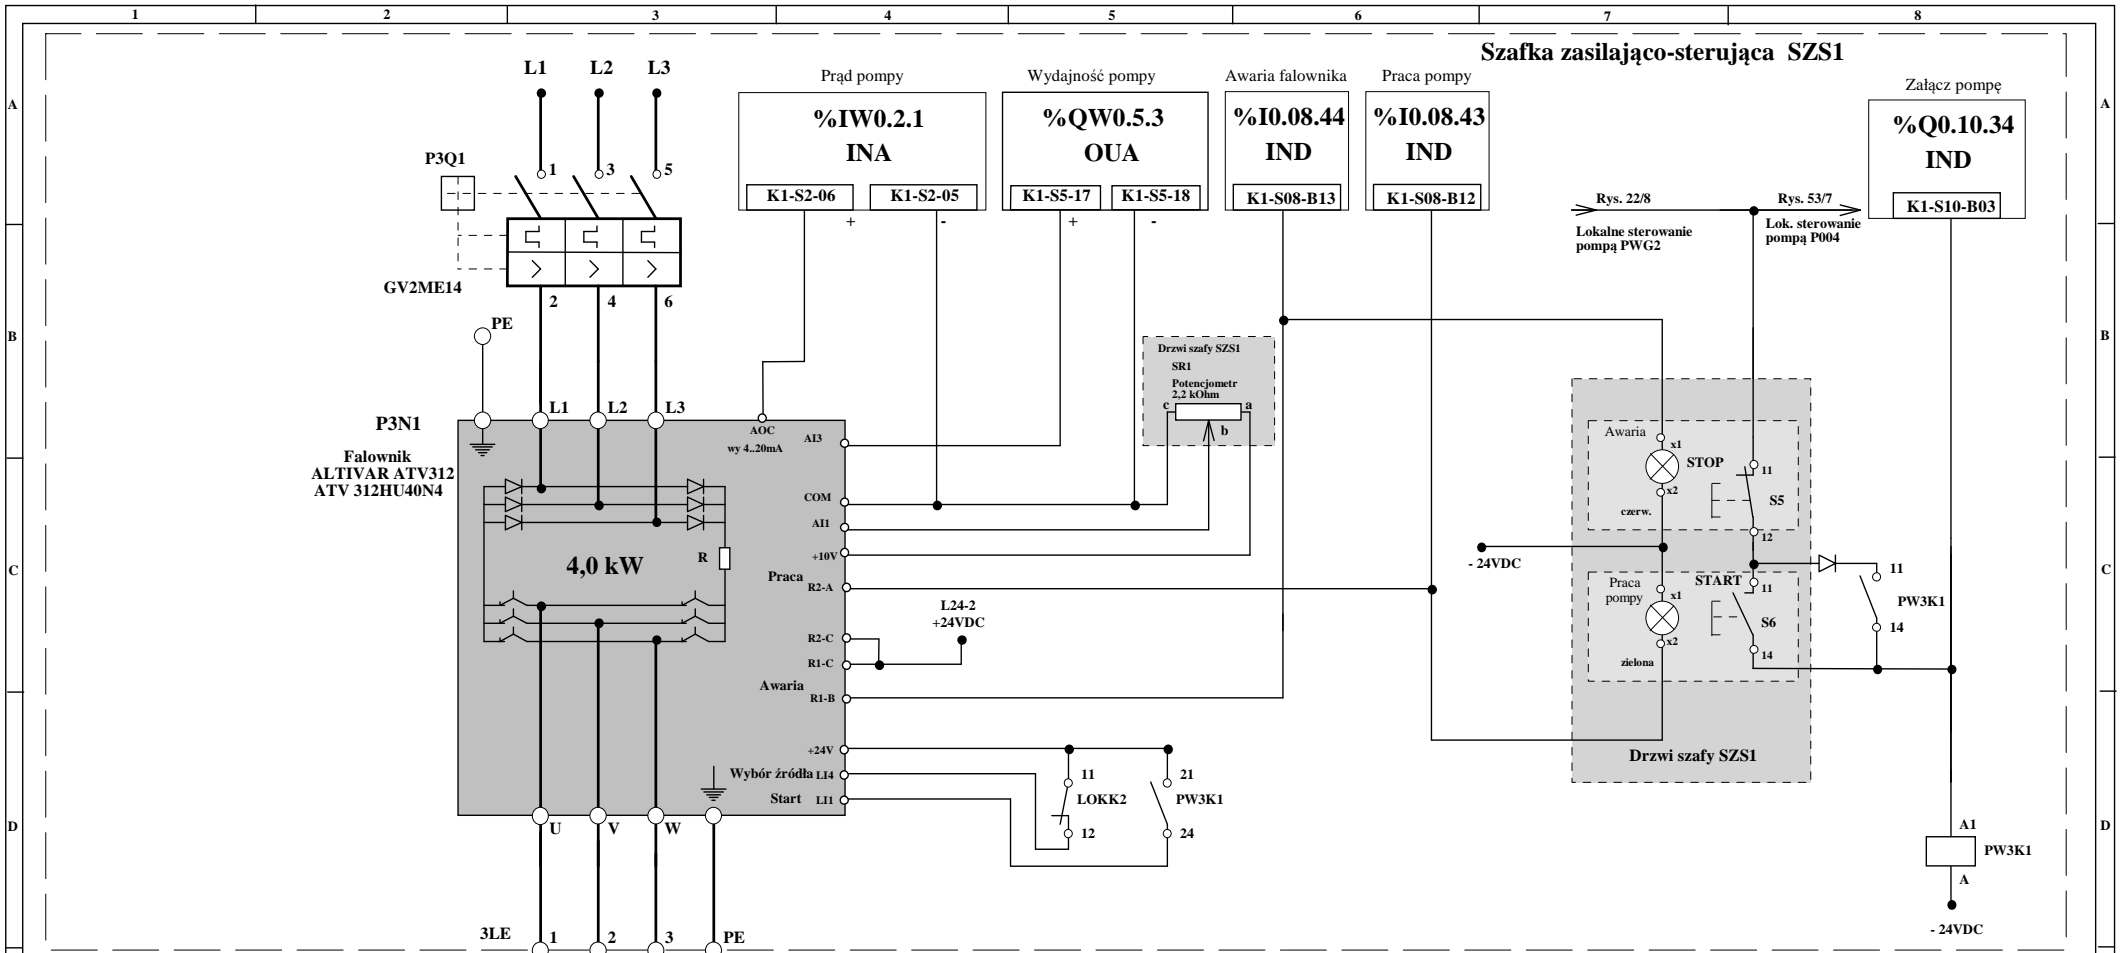 1 2 3 4 5 6 7 8
Szafka zasilająco-sterująca SZS1
A
A
B
B
C
C
D
D
L1 L2 L3
P3Q1
1 3 5
GV2ME14
2 4 6
PE
Prąd pompy
%IW0.2.1
INA
K1-S2-06 K1-S2-05
+ -
Wydajność pompy
%QW0.5.3
OUA
K1-S5-17 K1-S5-18
+ -
Awaria falownika
%I0.08.44
IND
K1-S08-B13
Praca pompy
%I0.08.43
IND
K1-S08-B12
Załącz pompę
%Q0.10.34
IND
K1-S10-B03
Rys. 22/8
Lokalne sterowanie
pompą PWG2
Rys. 53/7
Lok. sterowanie
pompą P004
Drzwi szafy SZS1
SR1
Potencjometr
2,2 kOhm
c a
b
P3N1
Falownik
ALTIVAR ATV312
ATV 312HU40N4
L1 L2 L3
AOC
wy 4..20mA
AI3
COM
AI1
+10V
Praca
R2-A
R2-C
R1-C
Awaria
R1-B
+24V
Wybór źródła LI4
Start LI1
4,0 kW
R
L24-2
+24VDC
11
LOKK2
12
21
PW3K1
24
U V W
3LE 1 2 3 PE
Awaria
x1
STOP
x2
czerw.
11
S5
12
- 24VDC
Praca
pompy
x1
START
x2
zielona
11
S6
14
Drzwi szafy SZS1
11
PW3K1
14
A1
PW3K1
A
- 24VDC